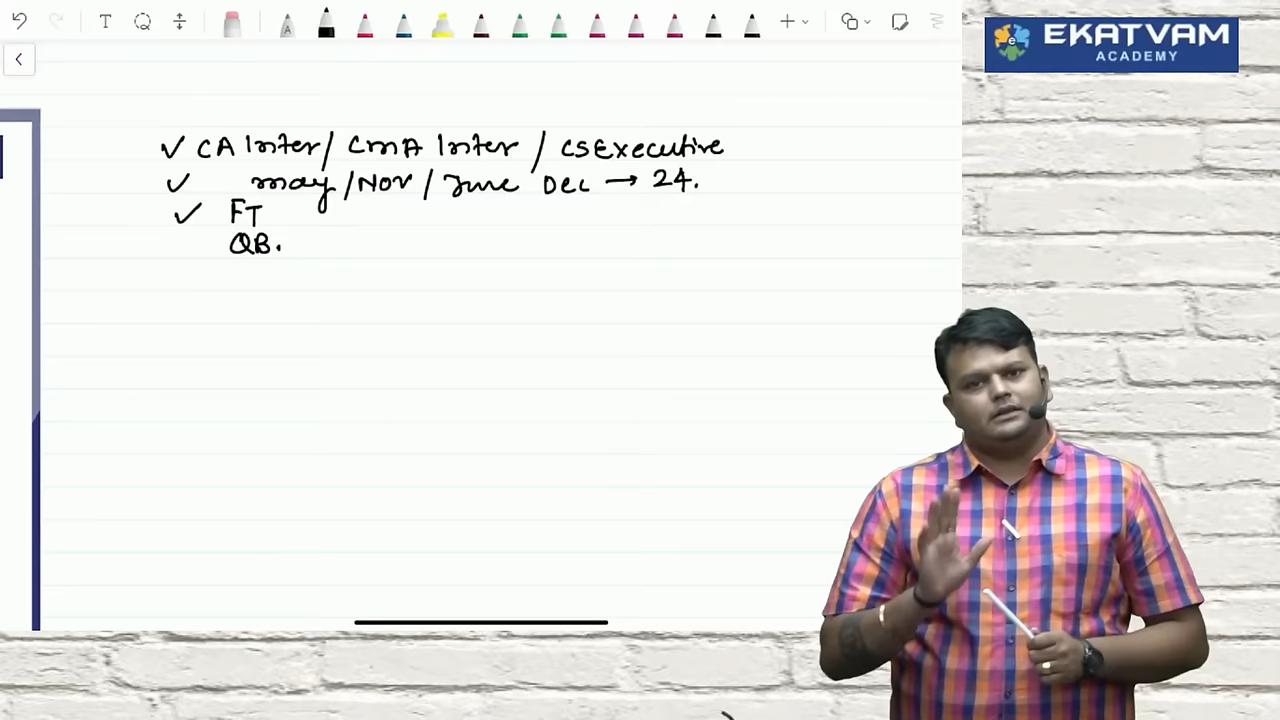 EKATVAM
ACADEMY
✓ CA Inter / CMA Inter / CS Executive
✓ May / Nov / June Dec → 24.
✓ FT
QB.